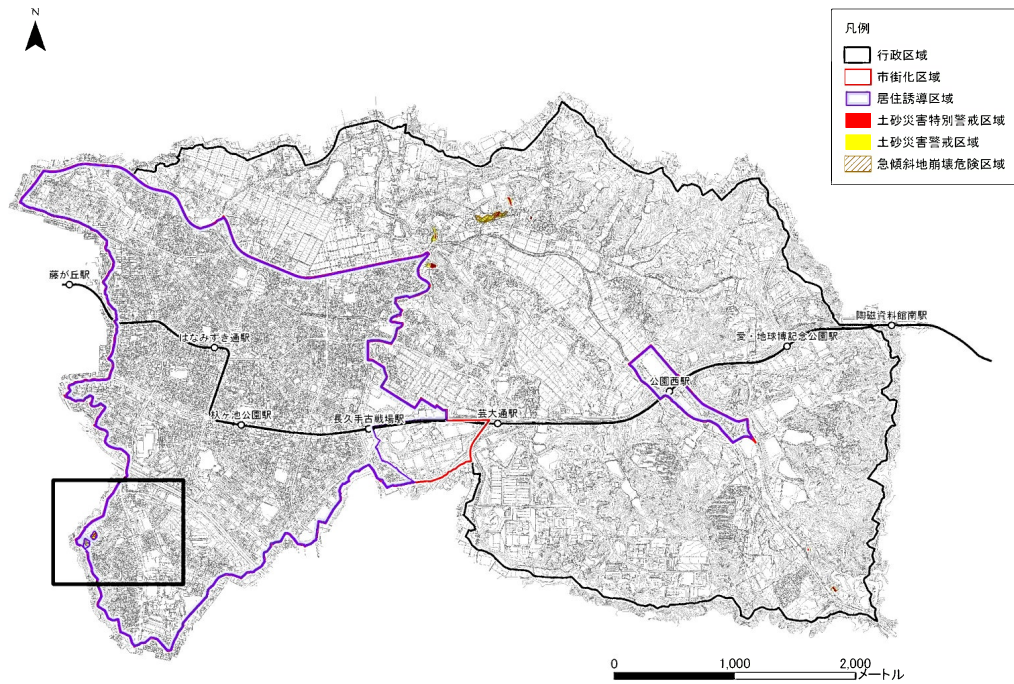 N
凡例
行政区域
市街化区域
居住誘導区域
土砂災害特別警戒区域
土砂災害警戒区域
急傾斜地崩壊危険区域
藤が丘駅
はなみずき通駅
杁ヶ池公園駅
長久手古戦場駅
芸大通駅
公園西駅
愛・地球博記念公園駅
陶磁資料館南駅
0 1,000 2,000
メートル